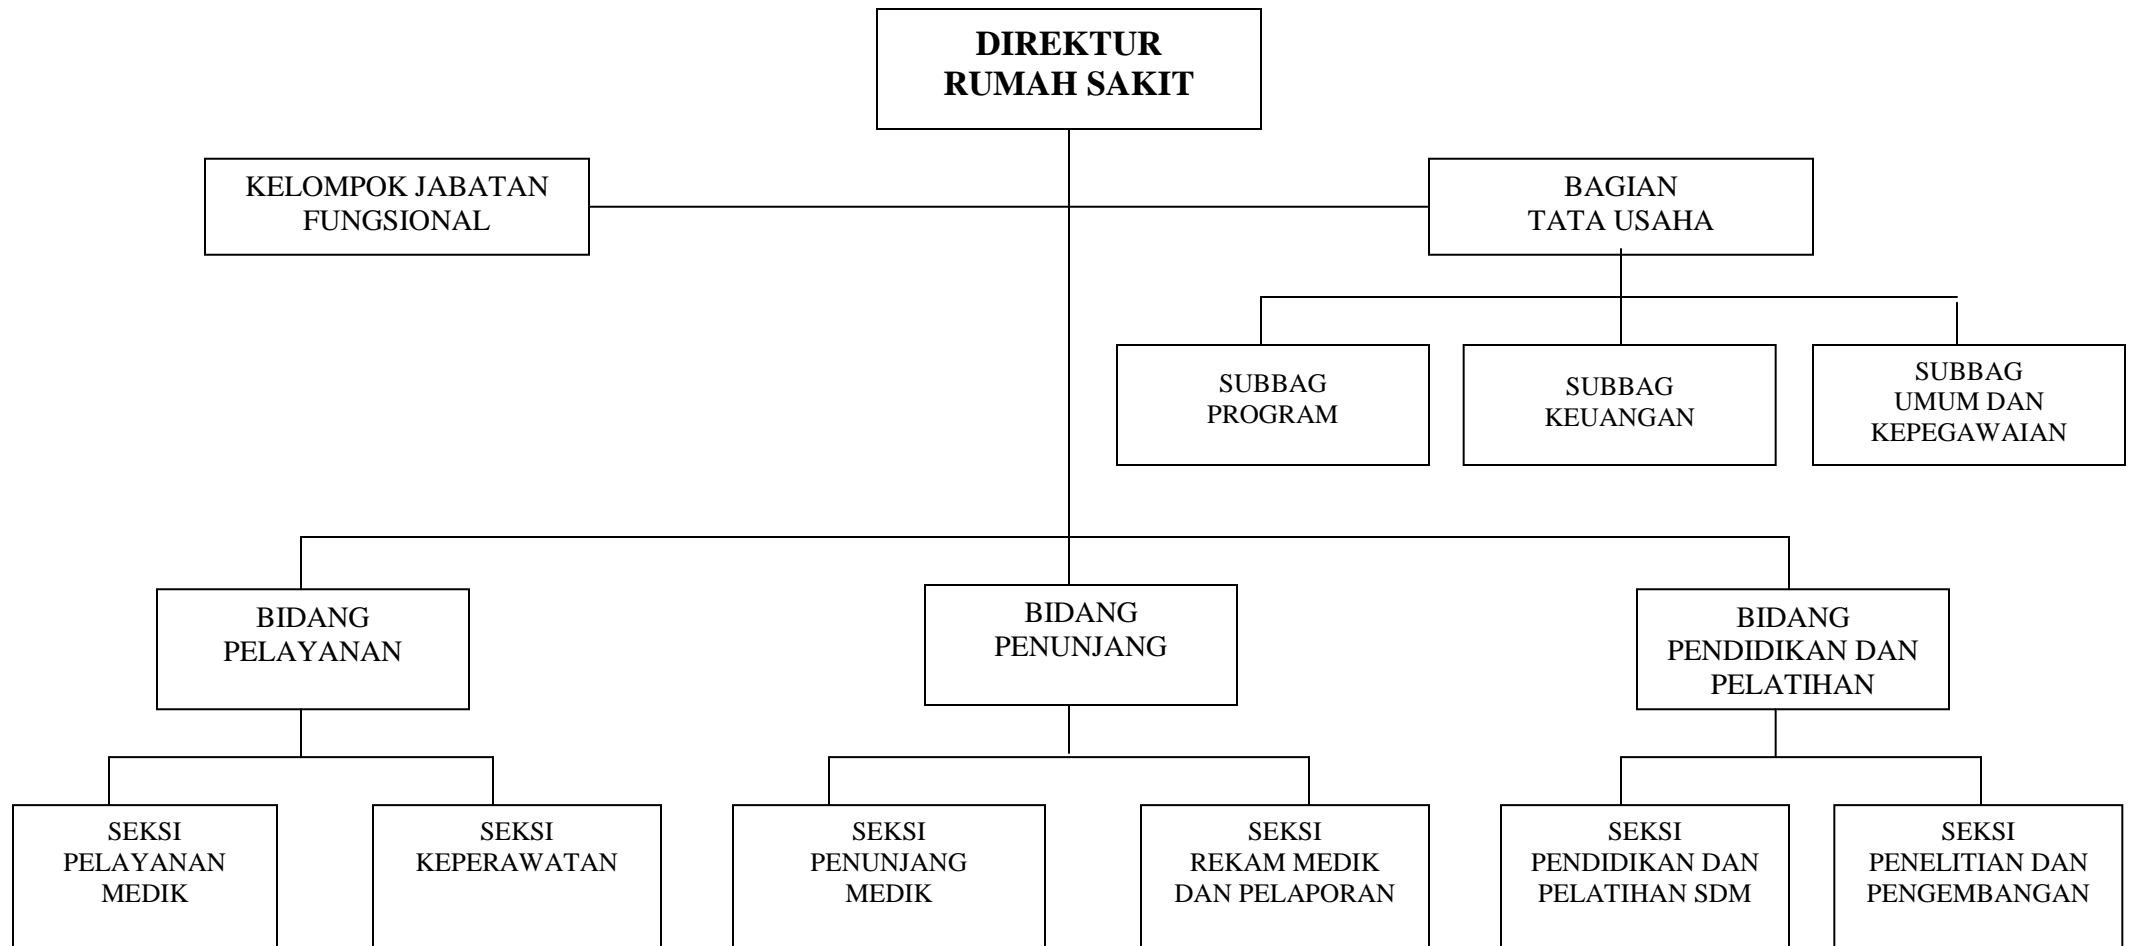 DIREKTUR
RUMAH SAKIT
KELOMPOK JABATAN
FUNGSIONAL
BAGIAN
TATA USAHA
SUBBAG
PROGRAM
SUBBAG
KEUANGAN
SUBBAG
UMUM DAN
KEPEGAWAIAN
BIDANG
PELAYANAN
BIDANG
PENUNJANG
BIDANG
PENDIDIKAN DAN
PELATIHAN
SEKSI
PELAYANAN
MEDIK
SEKSI
KEPERAWATAN
SEKSI
PENUNJANG
MEDIK
SEKSI
REKAM MEDIK
DAN PELAPORAN
SEKSI
PENDIDIKAN DAN
PELATIHAN SDM
SEKSI
PENELITIAN DAN
PENGEMBANGAN